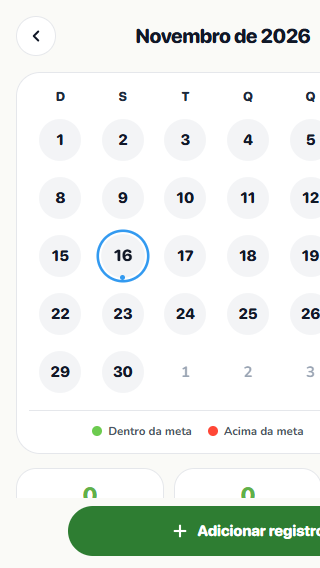 Novembro de 2026
D S T Q Q
1 2 3 4 5
8 9 10 11 12
15 16 17 18 19
22 23 24 25 26
29 30 1 2 3
Dentro da meta Acima da meta
0 0
+ Adicionar registro